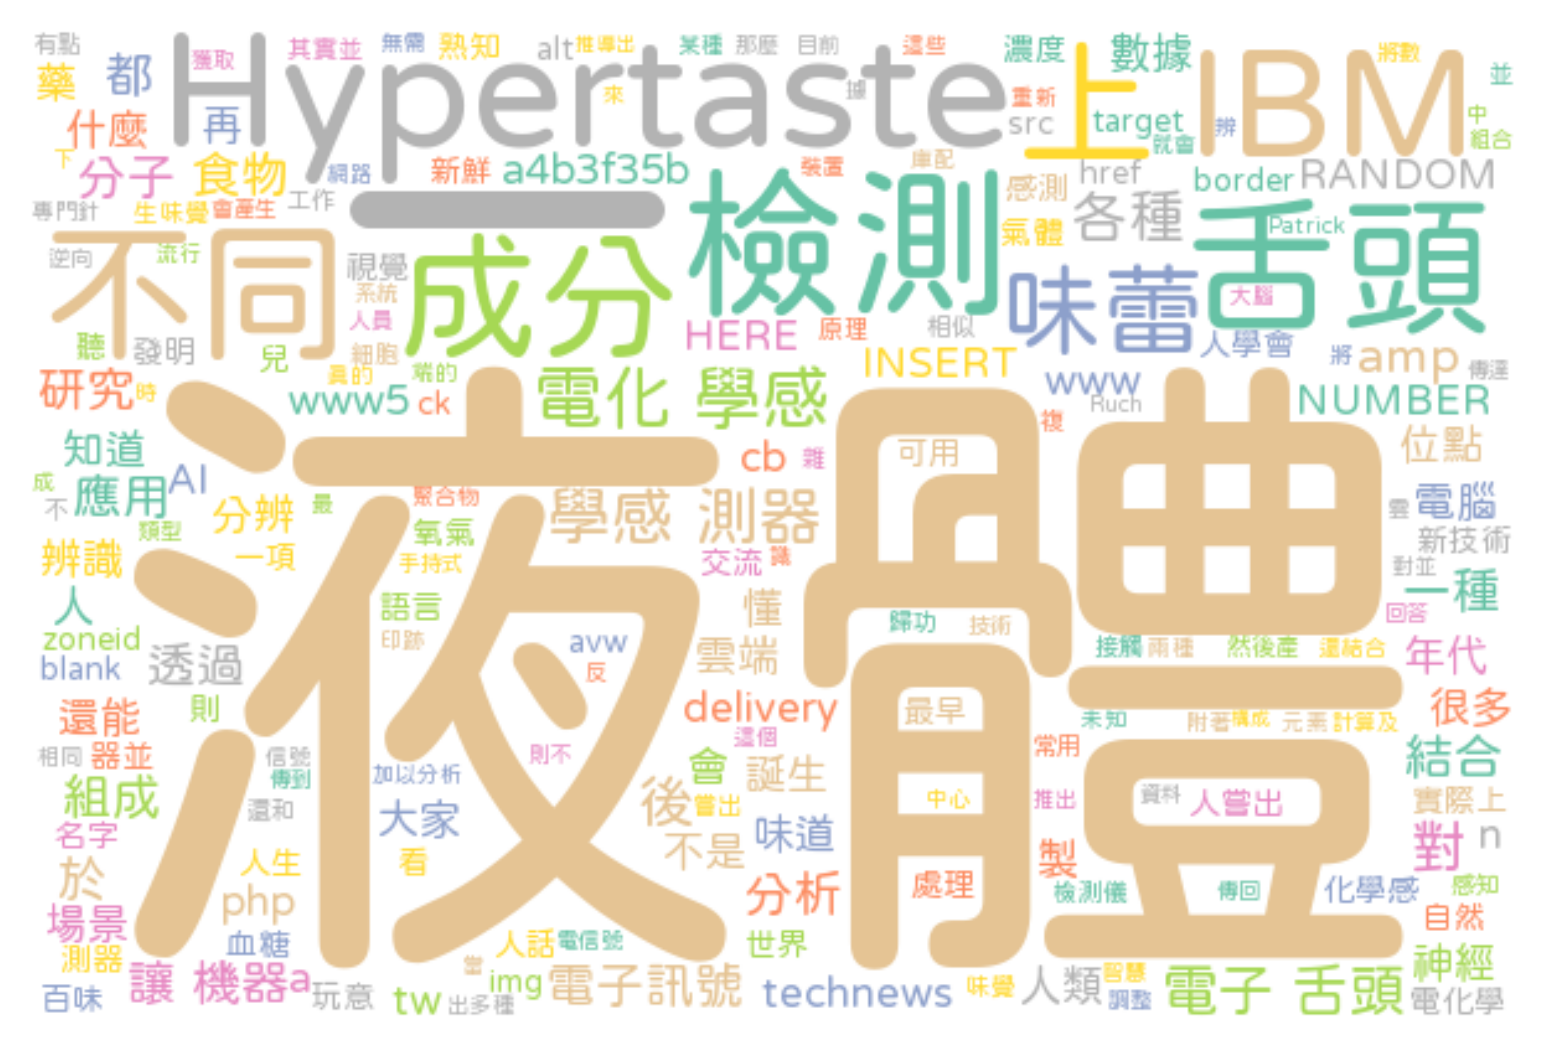 有點 獲取 其實並 無需 熟知 alt 推導出 某種 那麼 目前 這些 濃度 數據 將數 並
藥 都 Hypertaste 來 據 重新 上 IBM
什麼 再 src target 辨 中
下 分子 食物 網路 新鮮 a4b3f35b 裝置 庫配 就會 組合
href border RANDOM
專門針 生味覺 會產生 工作 一 檢測 感測 各種 舌頭 Patrick
逆向 不同 流行 視覺 成分 氣體
系統 人員 味蕾 大腦
聽 發明 兒 細胞 HERE 原理 相似 人學會
真的 端的 INSERT 將 amp 傳達
研究 時 www5 ck 電化 學感 www Ruch NUMBER
知道 液體 cb 雜 可用 複 位點
成 AI
不 應用 分辨 最 聚合物 學感 測器 雲 電腦
類型 氧氣 新技術
辨識 一項 手持式 交流 識 對並
人 語言 懂 一種
zoneid 印跡 avw 歸功 技術 回答
blank 透過 反 雲端 接觸 兩種 然後產 還結合 年代
還能 則 delivery 最早 未知 附著 構成 元素 計算及 很多
相同 器並 信號 則不 這個 常用
組成 傳到 加以分析 會 誕生 結合
還和 大家 後 嘗出 中心 推出 資料 人嘗出 實際上
名字 味道 對 n
於 人生 看 不是 製
php 分析 處理 檢測儀 傳回 化學感 感知
場景 血糖 人話 電信號 世界 自然
測器 當 神經
百味 讓 機器 a 玩意 tw 出多種 img 電子訊號 technews 味覺 人類 智慧 調整 電子 舌頭 電化學